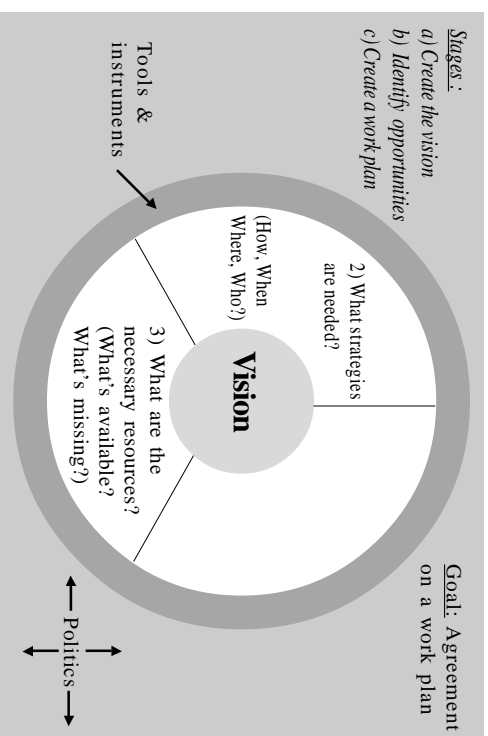 Stages :
a) Create the vision
b) Identify opportunities
c) Create a work plan
Goal: Agreement
on a work plan
2) What strategies
are needed?
(How, When
Where, Who?)
Vision
3) What are the
necessary resources?
(What's available?
What's missing?)
Tools &
instruments
Politics